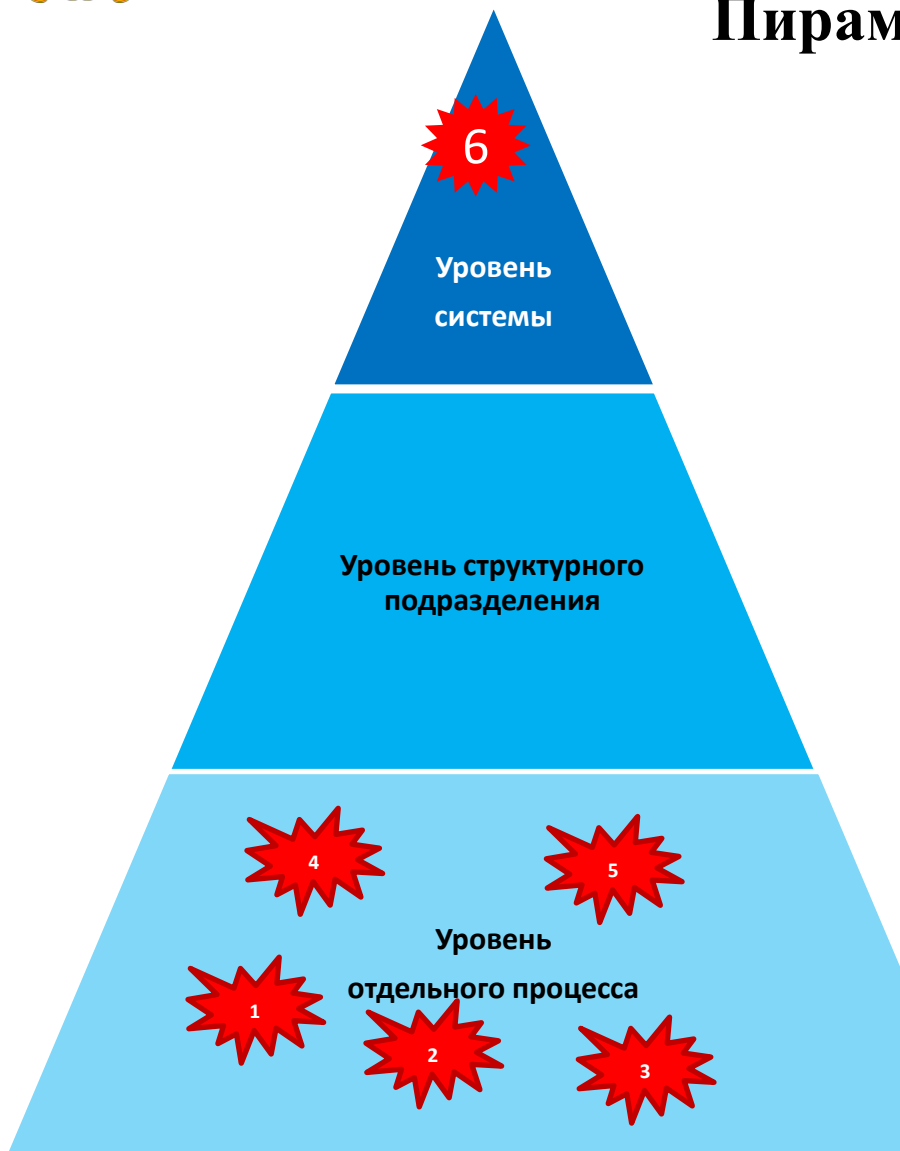 Пирам
6
Уровень
системы
Уровень структурного
подразделения
4
5
Уровень
отдельного процесса
1
2
3